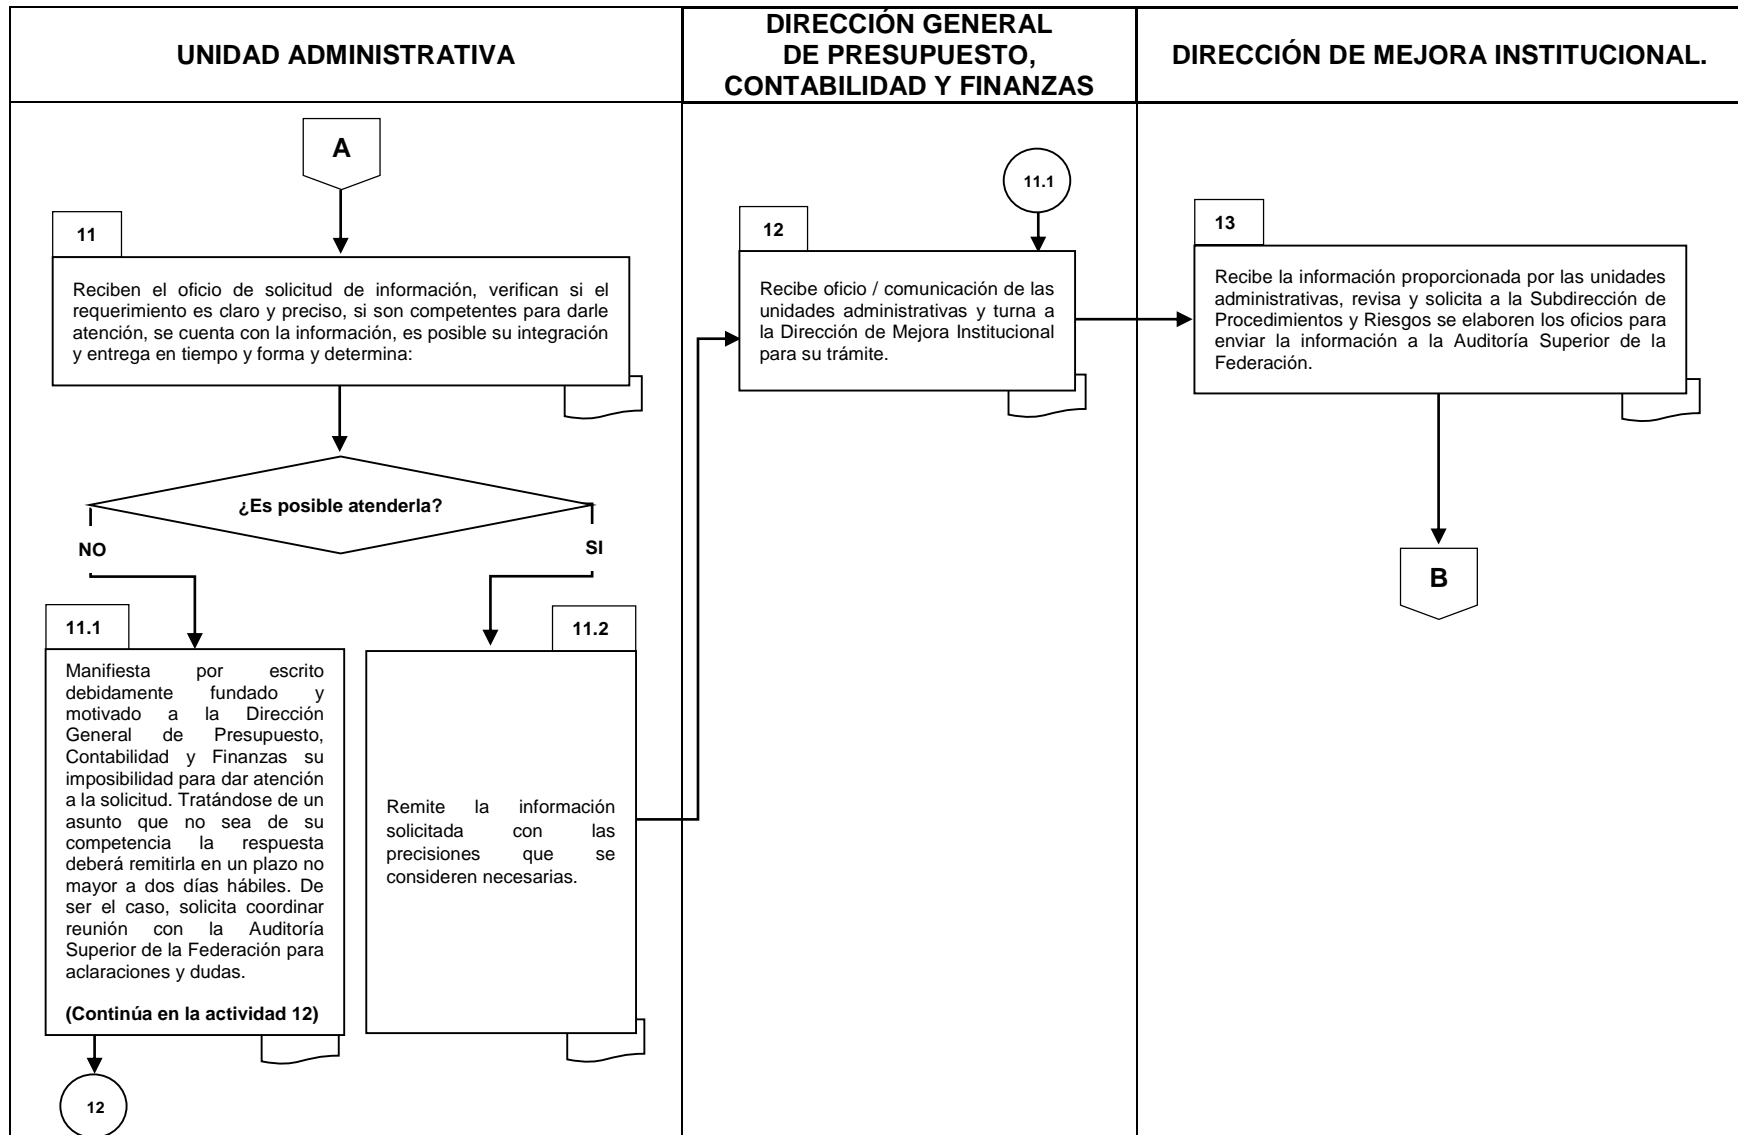 UNIDAD ADMINISTRATIVA
DIRECCIÓN GENERAL
DE PRESUPUESTO,
CONTABILIDAD Y FINANZAS
DIRECCIÓN DE MEJORA INSTITUCIONAL.
A
11
Reciben el oficio de solicitud de información, verifican si el
requerimiento es claro y preciso, si son competentes para darle
atención, se cuenta con la información, es posible su integración
y entrega en tiempo y forma y determina:
¿Es posible atenderla?
NO
SI
11.1
Manifiesta por escrito
debidamente fundado y
motivado a la Dirección
General de Presupuesto,
Contabilidad y Finanzas su
imposibilidad para dar atención
a la solicitud. Tratándose de un
asunto que no sea de su
competencia la respuesta
deberá remitirla en un plazo no
mayor a dos días hábiles. De
ser el caso, solicita coordinar
reunión con la Auditoría
Superior de la Federación para
aclaraciones y dudas.
(Continúa en la actividad 12)
12
11.2
Remite la información
solicitada con las
precisiones que se
consideren necesarias.
11.1
12
Recibe oficio / comunicación de las
unidades administrativas y turna a
la Dirección de Mejora Institucional
para su trámite.
13
Recibe la información proporcionada por las unidades
administrativas, revisa y solicita a la Subdirección de
Procedimientos y Riesgos se elaboren los oficios para
enviar la información a la Auditoría Superior de la
Federación.
B